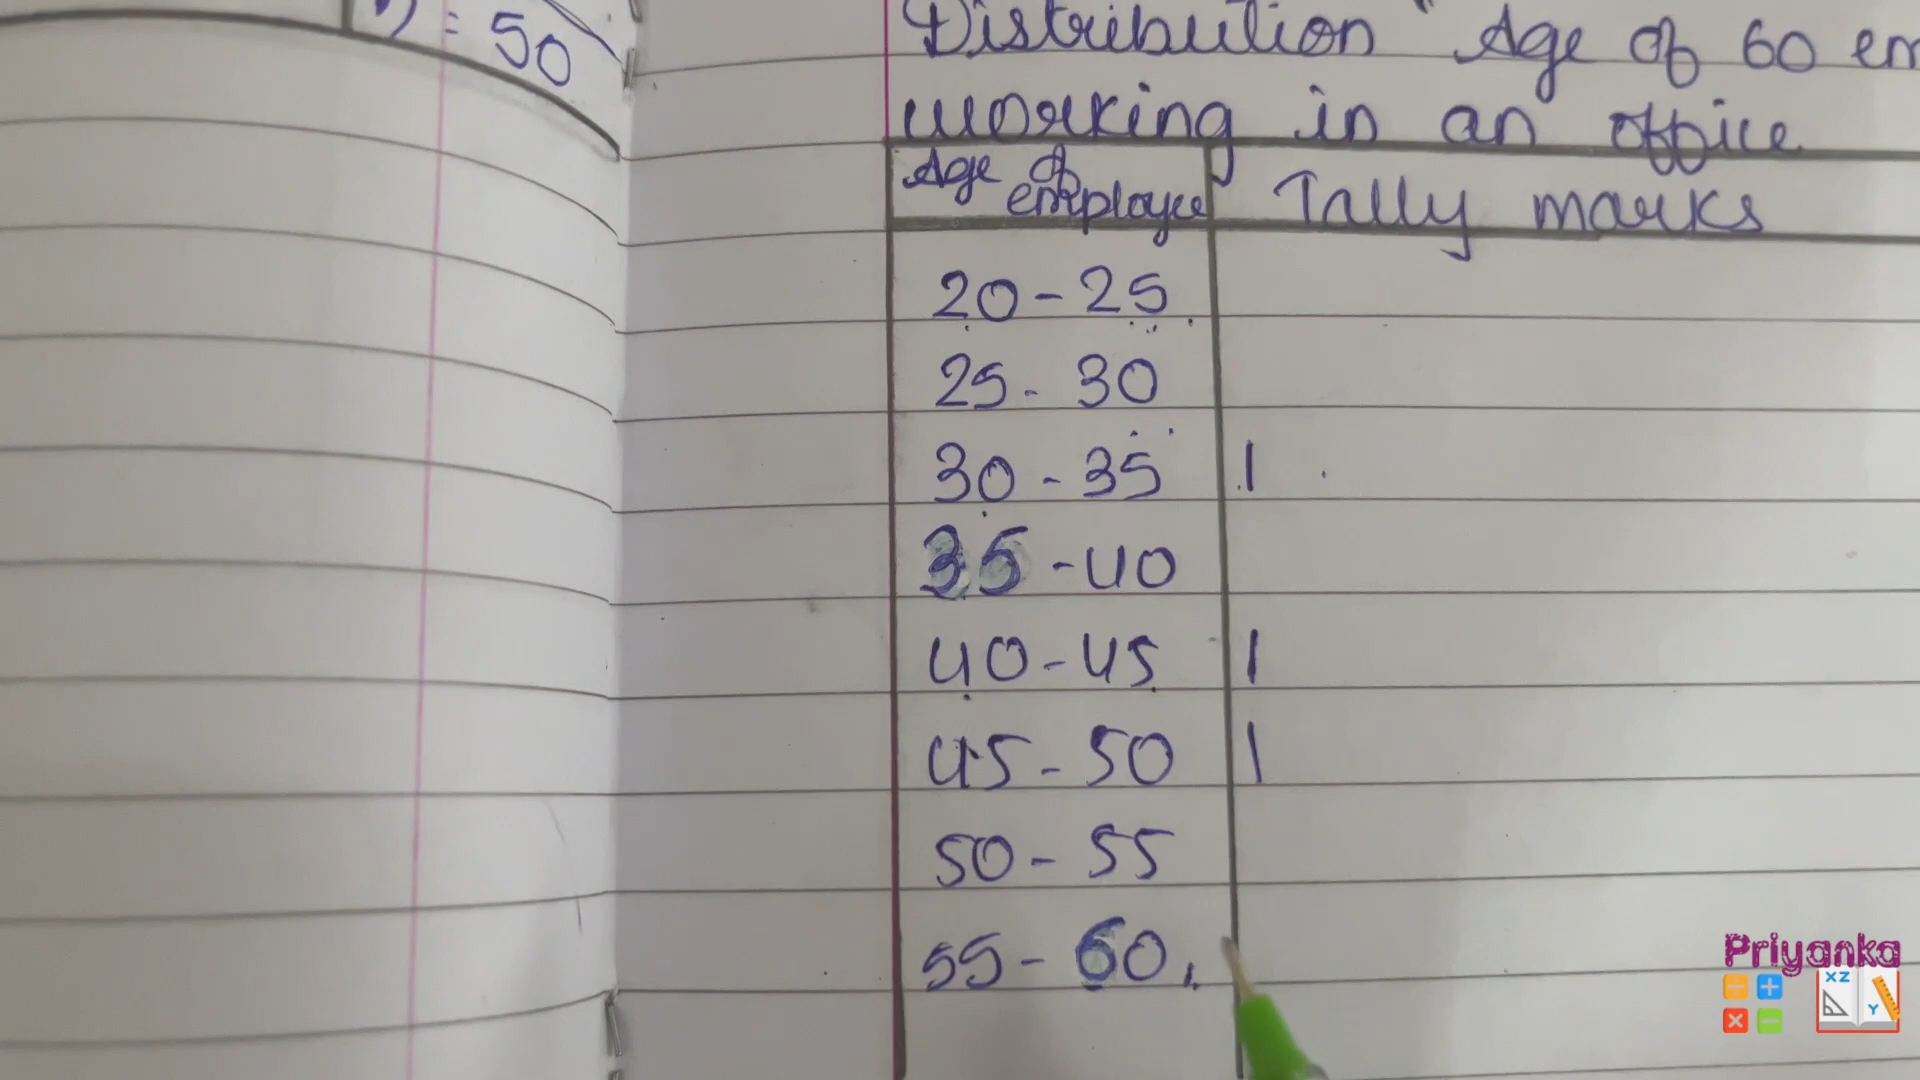 = 50
Distribution " Age of 60 em
working in an office
Age of
employee
Tally marks
20 - 25
25 - 30
30 - 35 |
35 - 40
40 - 45 |
45 - 50 |
50 - 55
55 - 60
Priyanka
XZ
Y